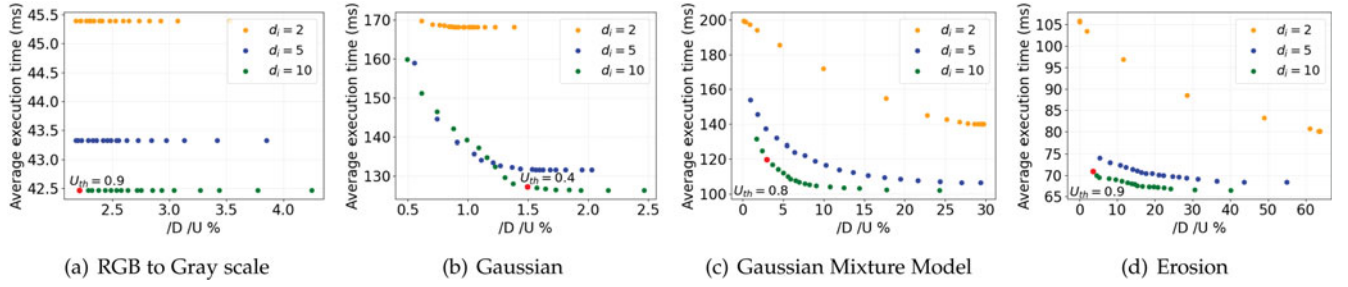 Average execution time (ms)
45.5
45.0
44.5
44.0
43.5
43.0
42.5
d_i = 2
d_i = 5
d_i = 10
U_th = 0.9
2.5 3.0 3.5 4.0
/D /U %
(a) RGB to Gray scale
Average execution time (ms)
170
160
150
140
130
d_i = 2
d_i = 5
d_i = 10
U_th = 0.4
0.5 1.0 1.5 2.0 2.5
/D /U %
(b) Gaussian
Average execution time (ms)
200
180
160
140
120
100
d_i = 2
d_i = 5
d_i = 10
U_th = 0.8
0 5 10 15 20 25 30
/D /U %
(c) Gaussian Mixture Model
Average execution time (ms)
105
100
95
90
85
80
75
70
65
d_i = 2
d_i = 5
d_i = 10
U_th = 0.9
0 10 20 30 40 50 60
/D /U %
(d) Erosion